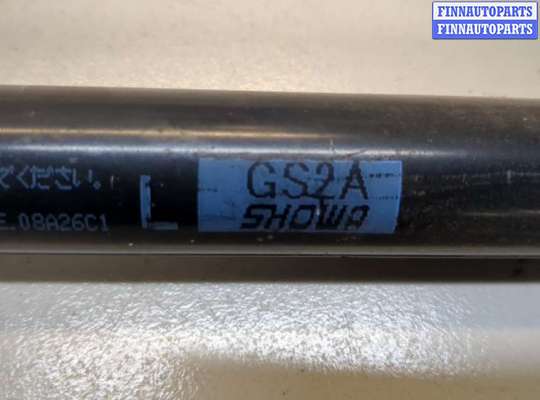 FINNAUTOPARTS
FINNAUTOPARTS
てください。
E.08A26C1
L
GS2A
SHOWA